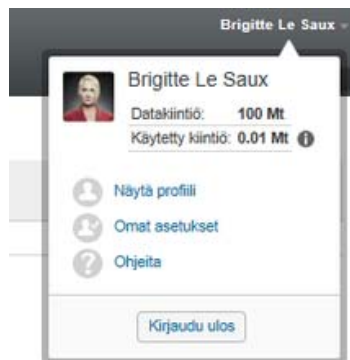 Brigitte Le Saux
Brigitte Le Saux
Datakiintiö: 100 Mt
Käytetty kiintiö: 0.01 Mt
Näytä profiili
Omat asetukset
Ohjeita
Kirjaudu ulos